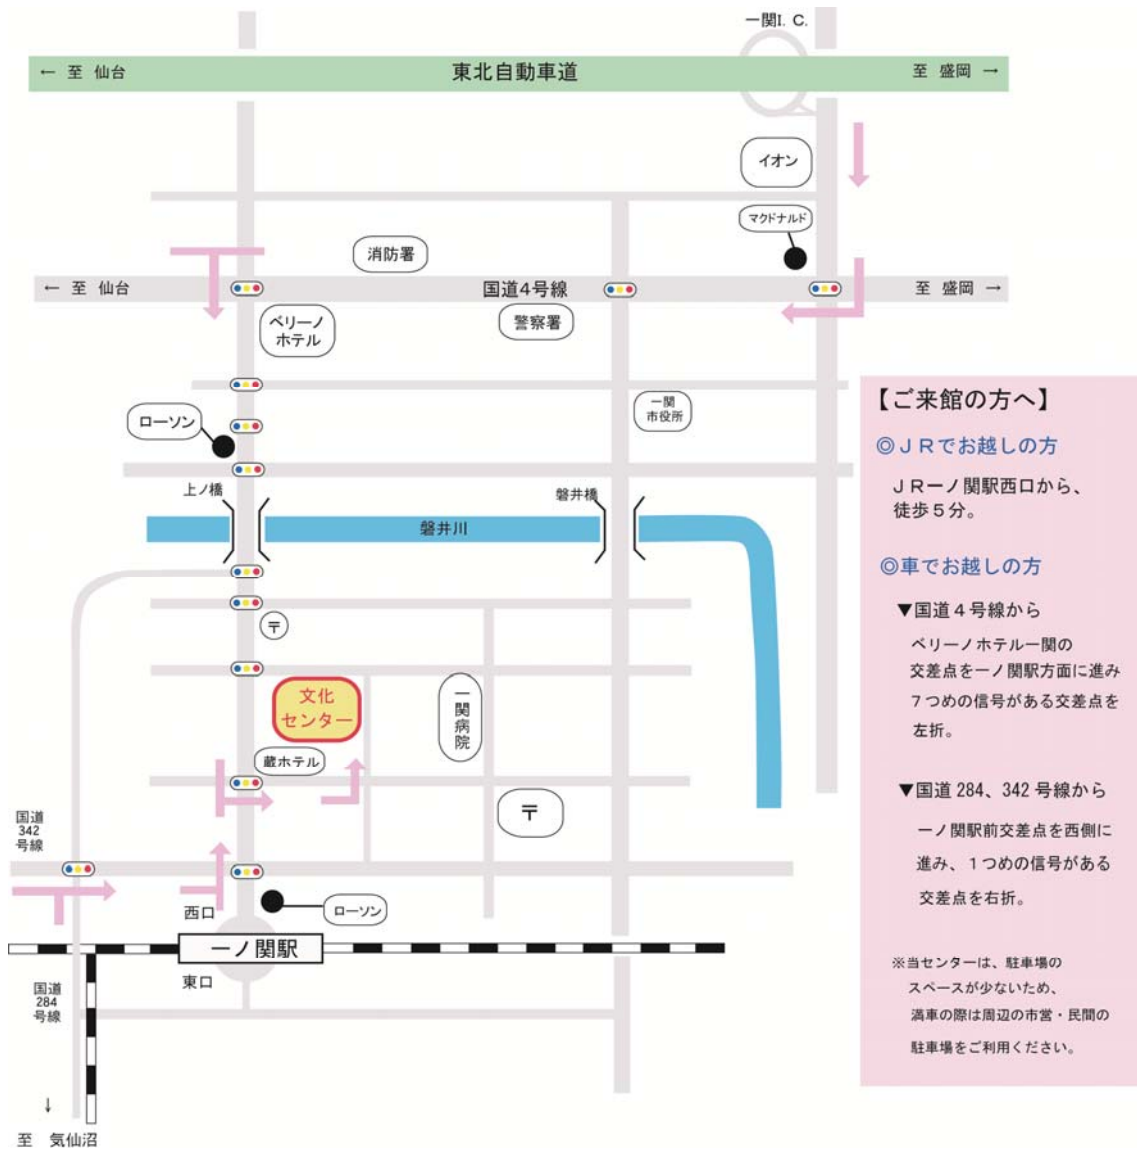 一関I. C.
← 至 仙台
東北自動車道
至 盛岡 →
イオン
マクドナルド
消防署
← 至 仙台
国道4号線
至 盛岡 →
ベリーノ
ホテル
警察署
ローソン
一関
市役所
上ノ橋
磐井橋
磐井川
〒
文化
センター
一関病院
蔵ホテル
〒
国道
342
号線
西口
ローソン
一ノ関駅
東口
国道
284
号線
↓
至 気仙沼
【ご来館の方へ】
◎ＪＲでお越しの方
ＪＲ一ノ関駅西口から、
徒歩５分。
◎車でお越しの方
▼国道４号線から
ベリーノホテル一関の
交差点を一ノ関駅方面に進み
７つめの信号がある交差点を
左折。
▼国道 284、342 号線から
一ノ関駅前交差点を西側に
進み、１つめの信号がある
交差点を右折。
※当センターは、駐車場の
スペースが少ないため、
満車の際は周辺の市営・民間の
駐車場をご利用ください。